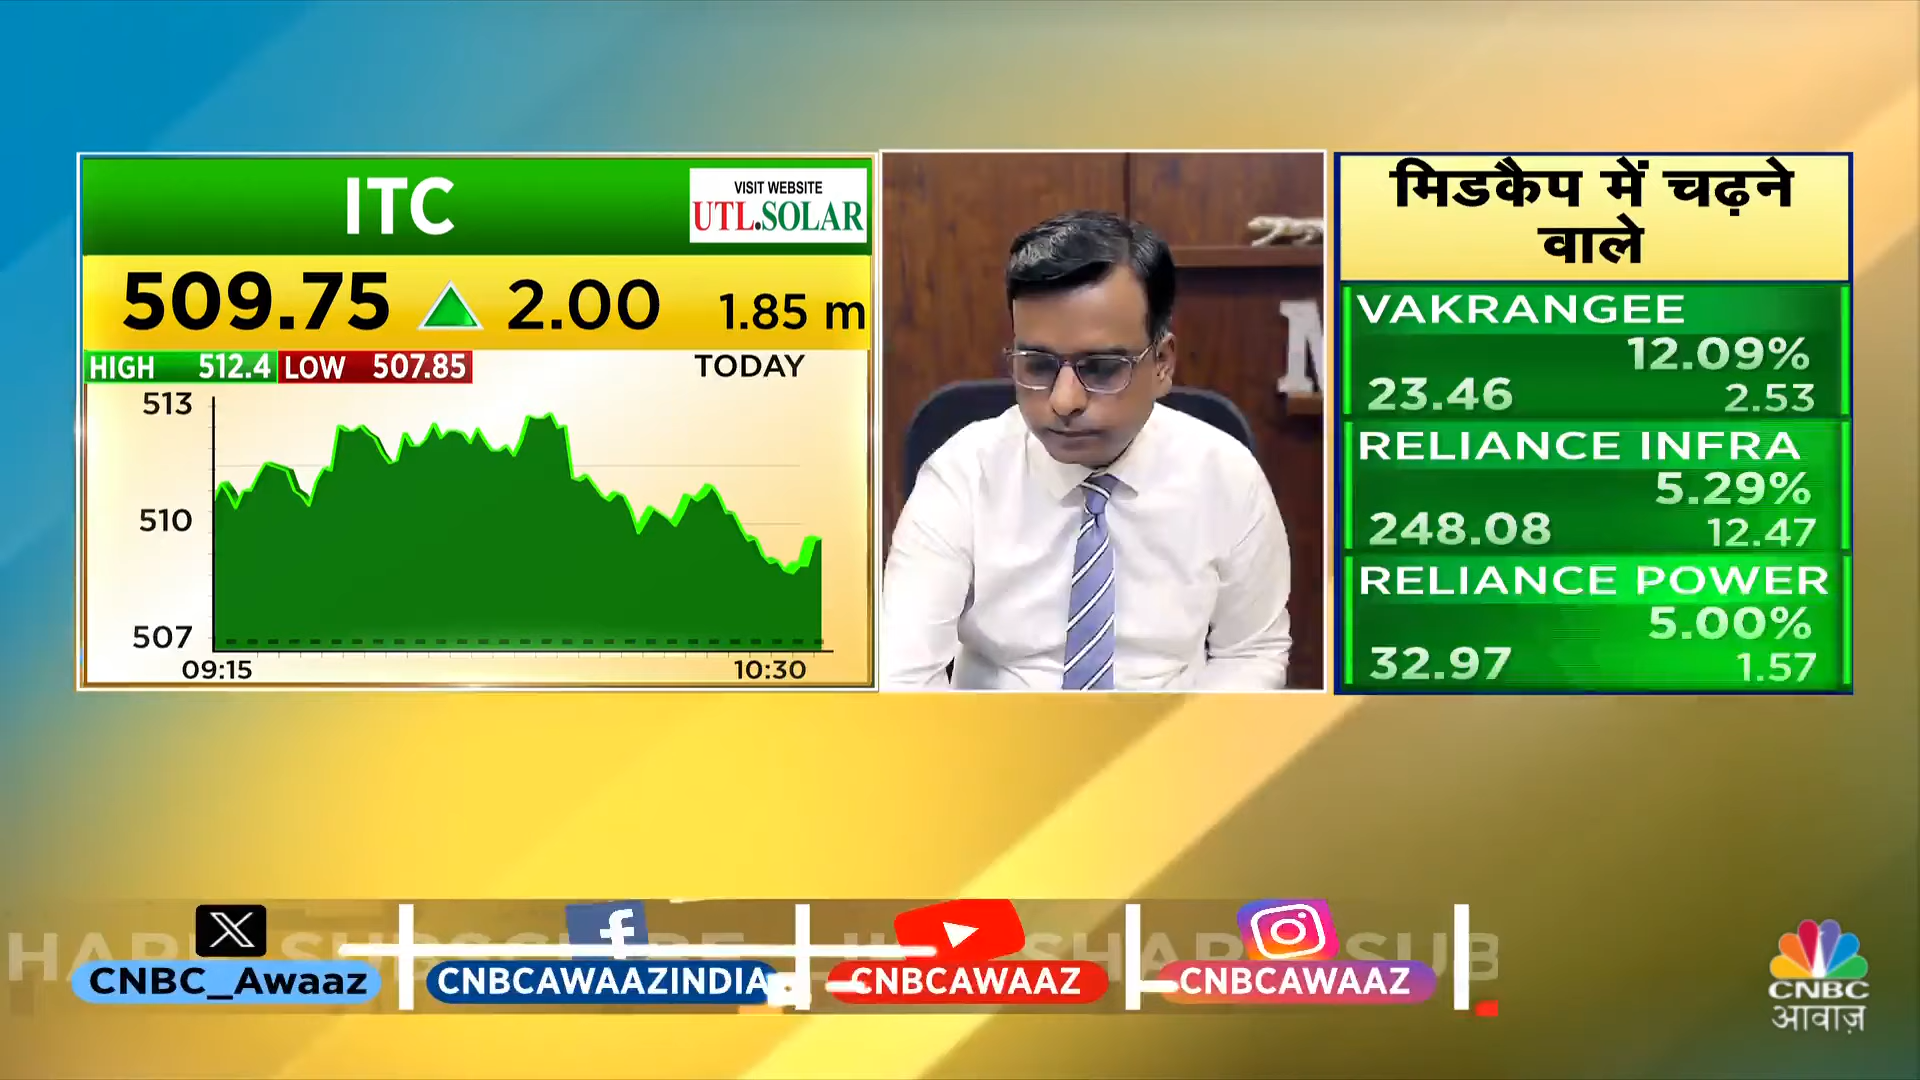 ITC
VISIT WEBSITE
UTL.SOLAR
509.75 2.00 1.85 m
HIGH 512.4 LOW 507.85 TODAY
513
510
507
09:15 10:30
मिडकैप में चढ़ने
वाले
VAKRANGEE
12.09%
23.46 2.53
RELIANCE INFRA
5.29%
248.08 12.47
RELIANCE POWER
5.00%
32.97 1.57
CNBC_Awaaz
CNBCAWAAZINDIA
CNBCAWAAZ
CNBCAWAAZ
CNBC
आवाज़